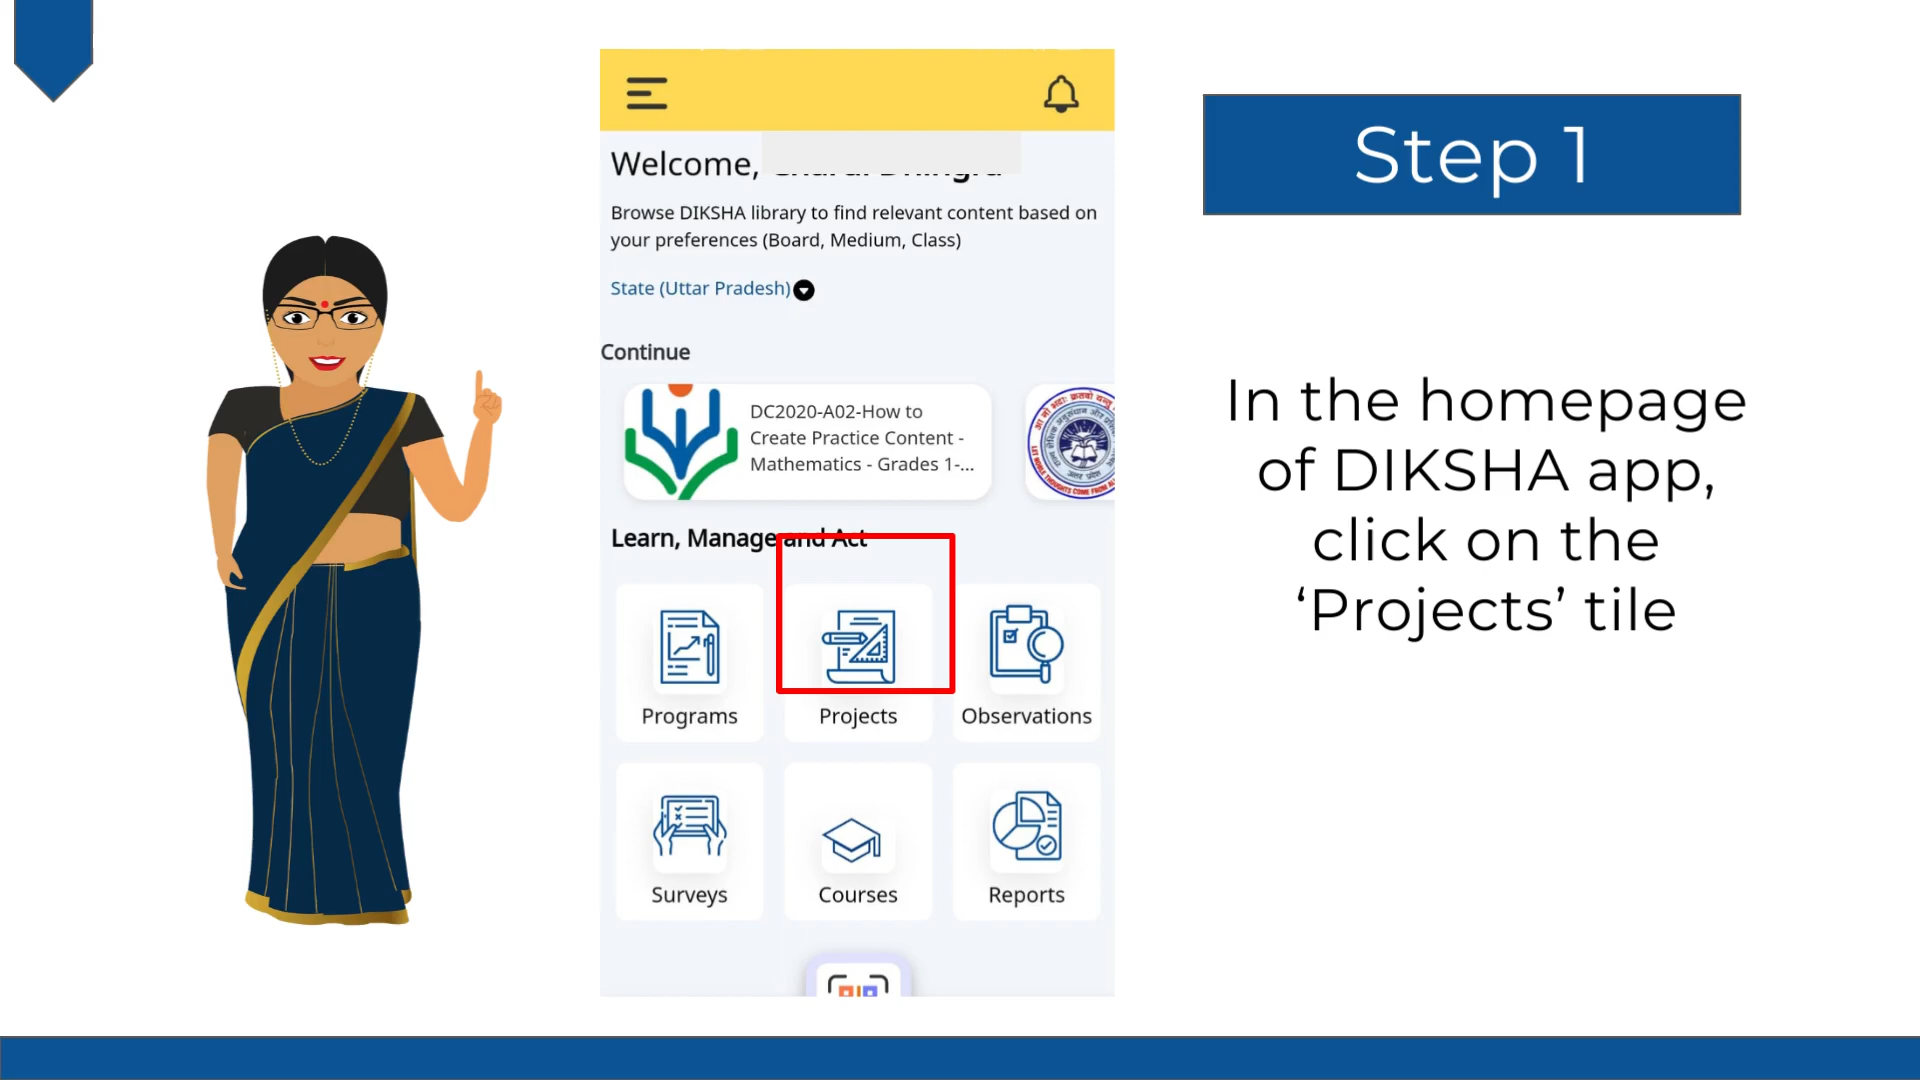 Welcome,
Browse DIKSHA library to find relevant content based on
your preferences (Board, Medium, Class)
State (Uttar Pradesh)
Continue
DC2020-A02-How to
Create Practice Content -
Mathematics - Grades 1-...
Learn, Manage and Act
Programs
Projects
Observations
Surveys
Courses
Reports
Step 1
In the homepage
of DIKSHA app,
click on the
‘Projects’ tile